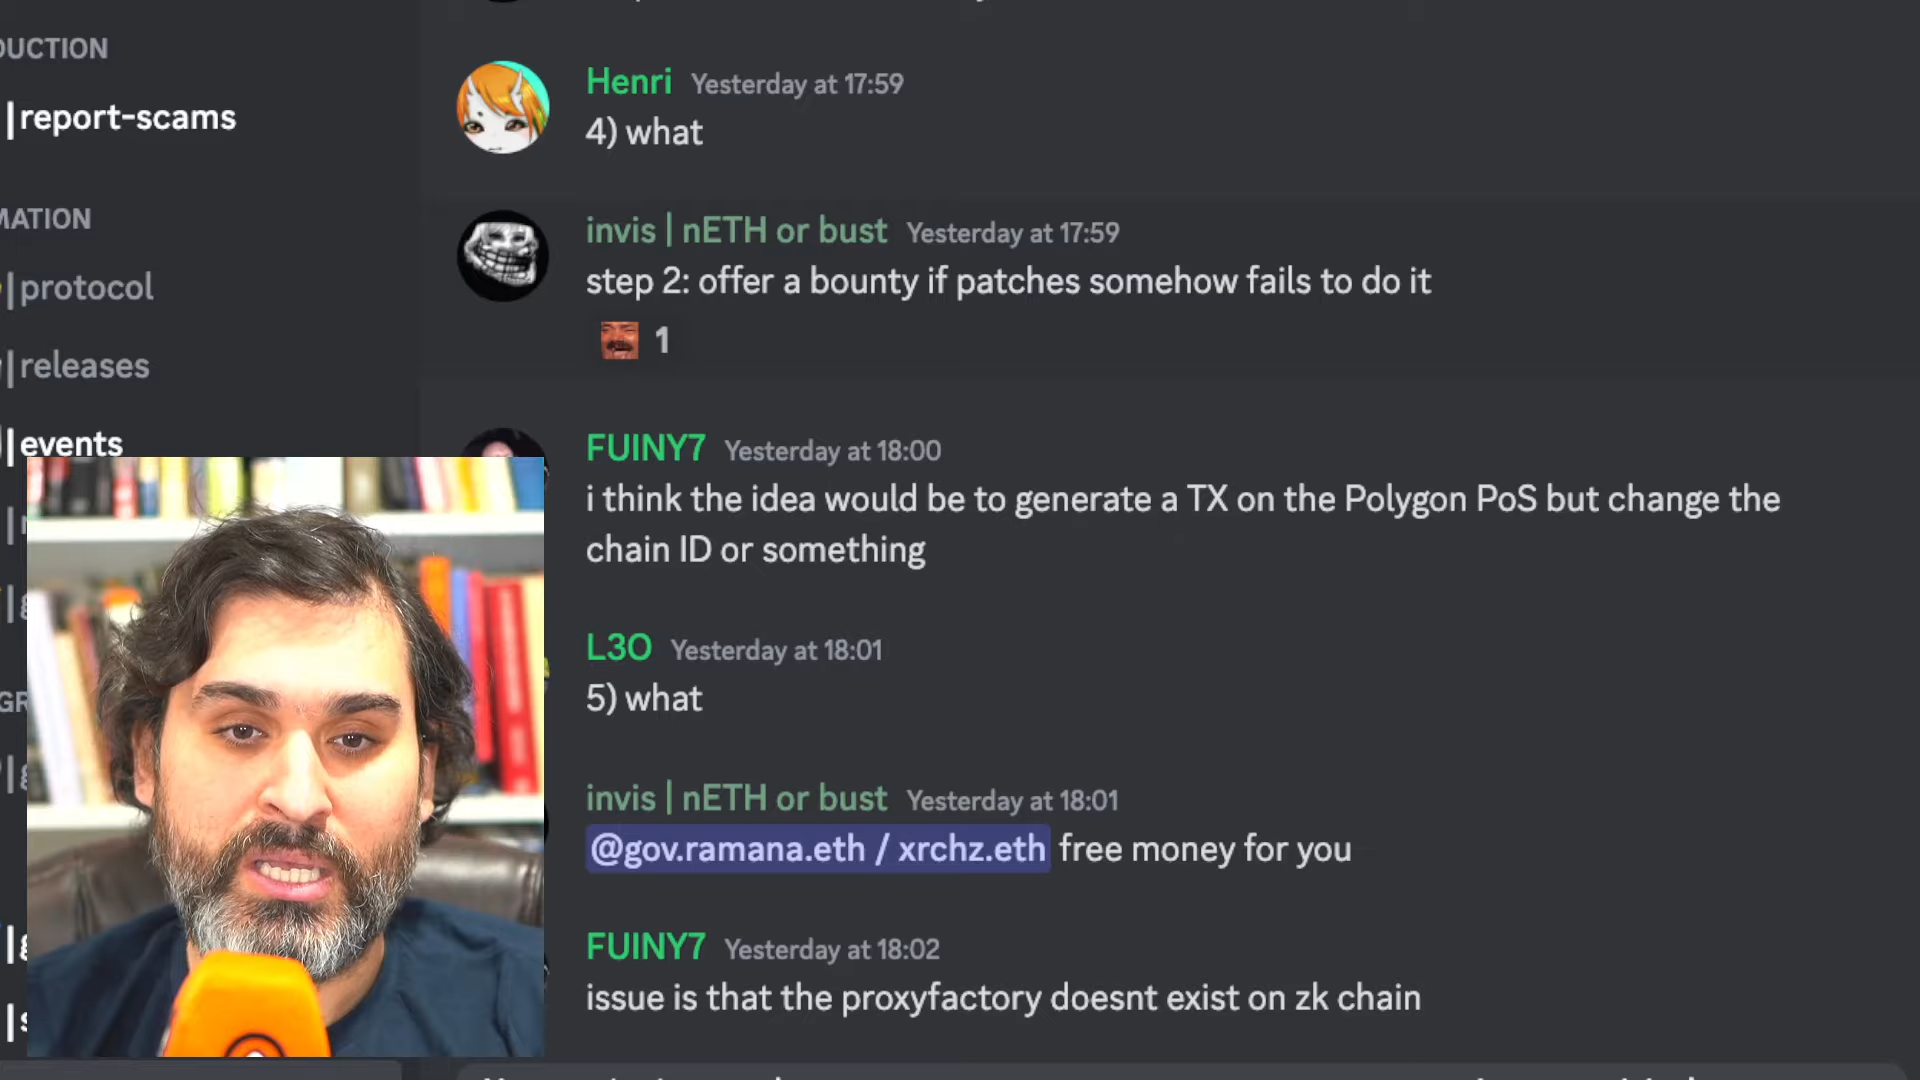 DUCTION
|report-scams
MATION
|protocol
|releases
|events
Henri Yesterday at 17:59
4) what
invis | nETH or bust Yesterday at 17:59
step 2: offer a bounty if patches somehow fails to do it
1
FUINY7 Yesterday at 18:00
i think the idea would be to generate a TX on the Polygon PoS but change the
chain ID or something
L3O Yesterday at 18:01
5) what
invis | nETH or bust Yesterday at 18:01
@gov.ramana.eth / xrchz.eth free money for you
FUINY7 Yesterday at 18:02
issue is that the proxyfactory doesnt exist on zk chain